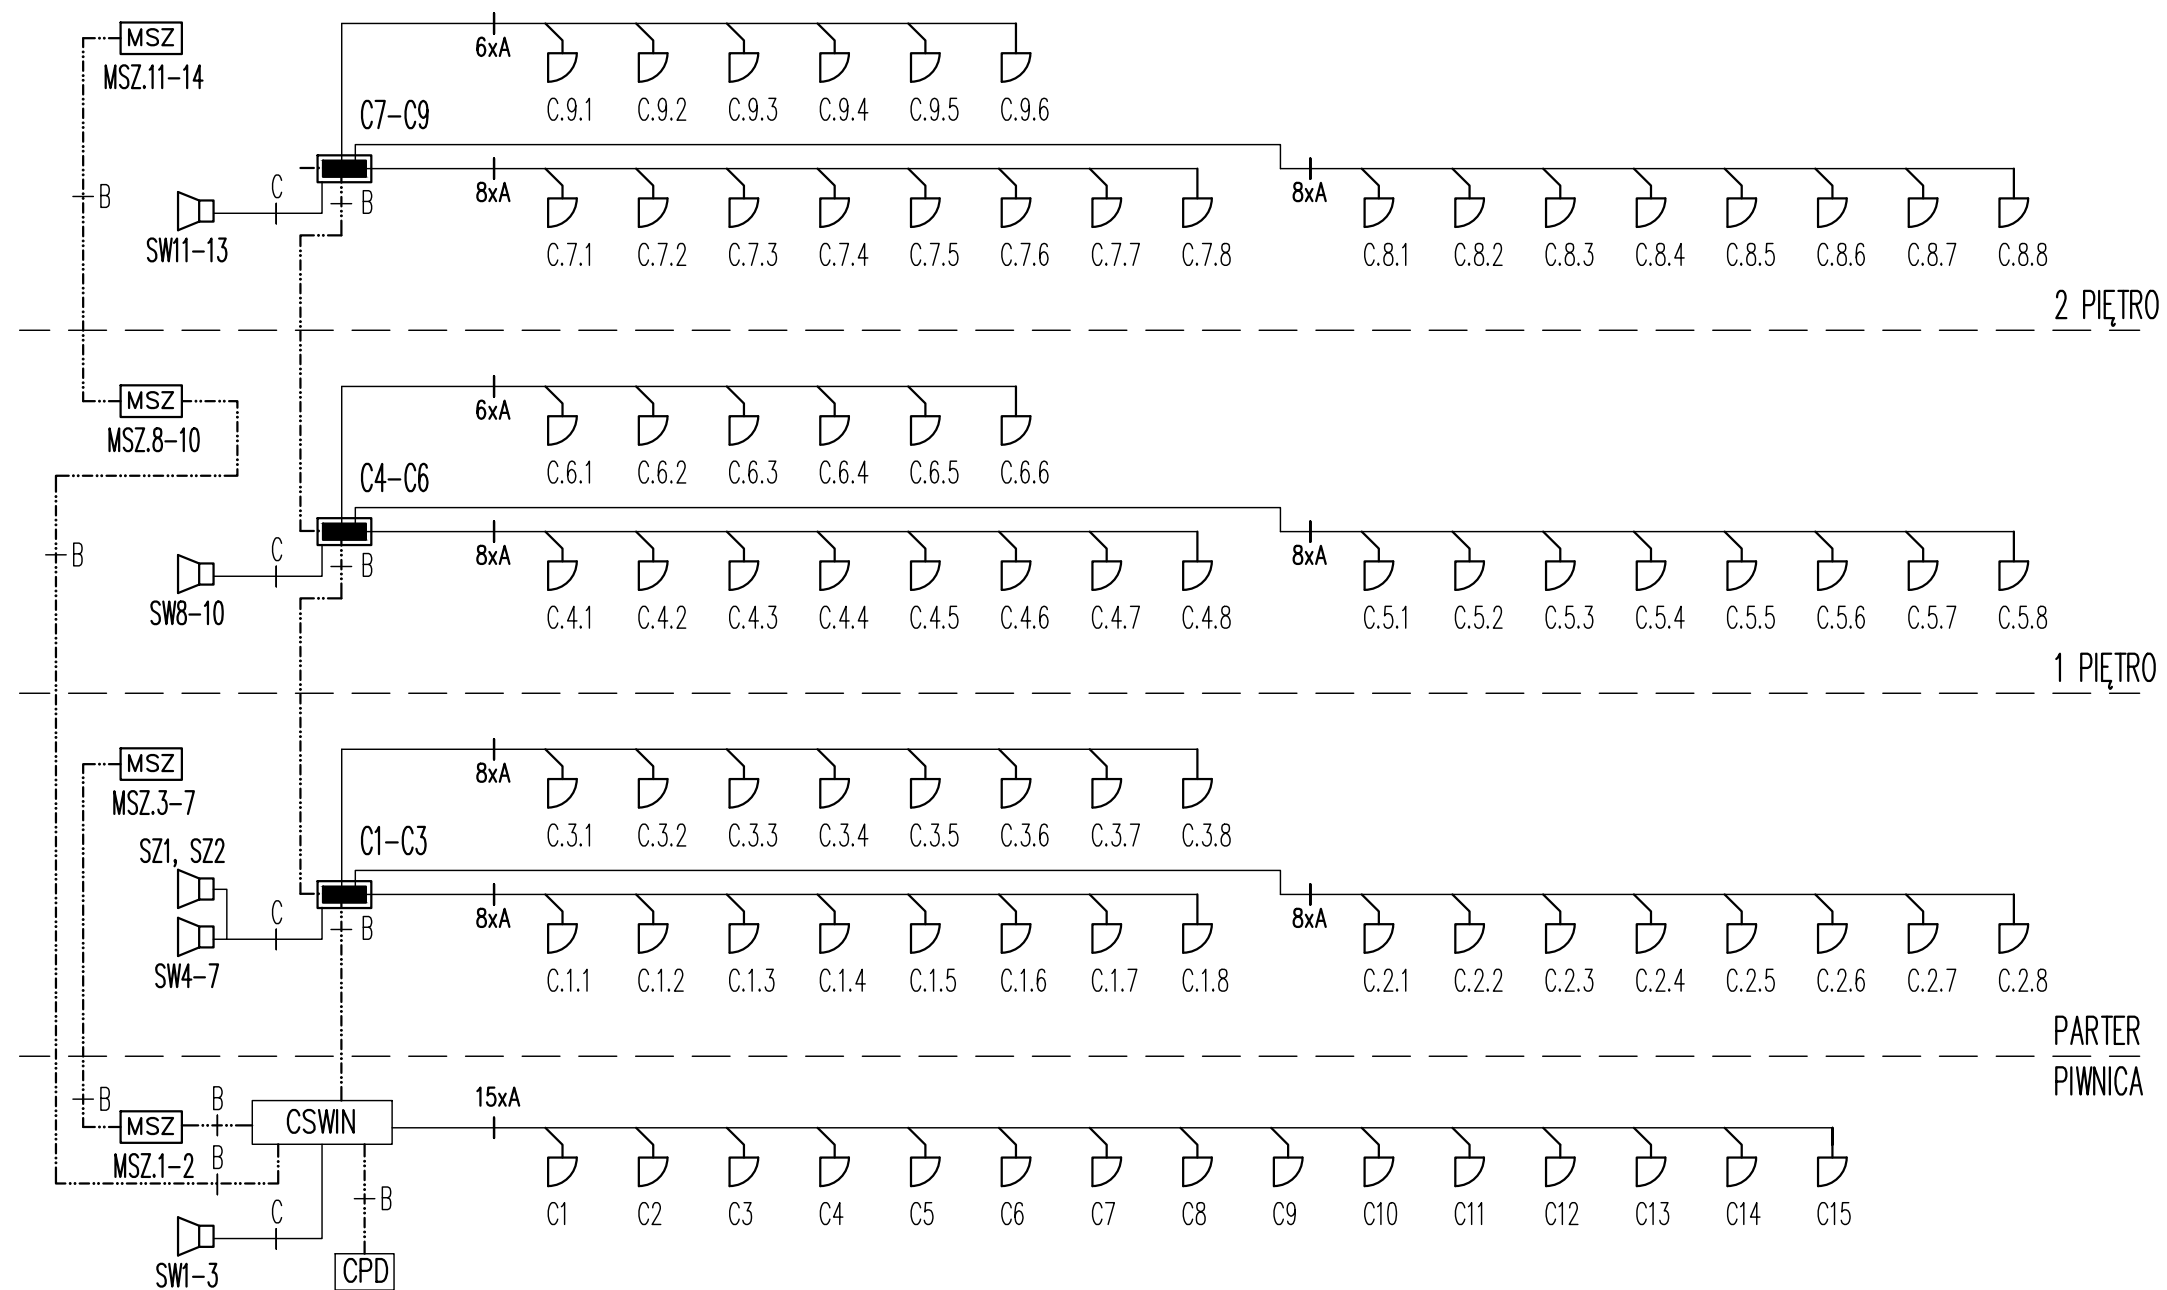 MSZ
6xA
MSZ.11-14
C.9.1 C.9.2 C.9.3 C.9.4 C.9.5 C.9.6
C7-C9
B
C
B
8xA
8xA
SW11-13
C.7.1 C.7.2 C.7.3 C.7.4 C.7.5 C.7.6 C.7.7 C.7.8 C.8.1 C.8.2 C.8.3 C.8.4 C.8.5 C.8.6 C.8.7 C.8.8
2 PIĘTRO
MSZ
6xA
MSZ.8-10
C.6.1 C.6.2 C.6.3 C.6.4 C.6.5 C.6.6
C4-C6
B
C
B
8xA
8xA
SW8-10
C.4.1 C.4.2 C.4.3 C.4.4 C.4.5 C.4.6 C.4.7 C.4.8 C.5.1 C.5.2 C.5.3 C.5.4 C.5.5 C.5.6 C.5.7 C.5.8
1 PIĘTRO
MSZ
8xA
MSZ.3-7
C.3.1 C.3.2 C.3.3 C.3.4 C.3.5 C.3.6 C.3.7 C.3.8
C1-C3
SZ1, SZ2
C
B
8xA
8xA
SW4-7
C.1.1 C.1.2 C.1.3 C.1.4 C.1.5 C.1.6 C.1.7 C.1.8 C.2.1 C.2.2 C.2.3 C.2.4 C.2.5 C.2.6 C.2.7 C.2.8
PARTER
PIWNICA
B
B
15xA
MSZ
CSWIN
MSZ.1-2
B
B
C
C1 C2 C3 C4 C5 C6 C7 C8 C9 C10 C11 C12 C13 C14 C15
SW1-3
CPD